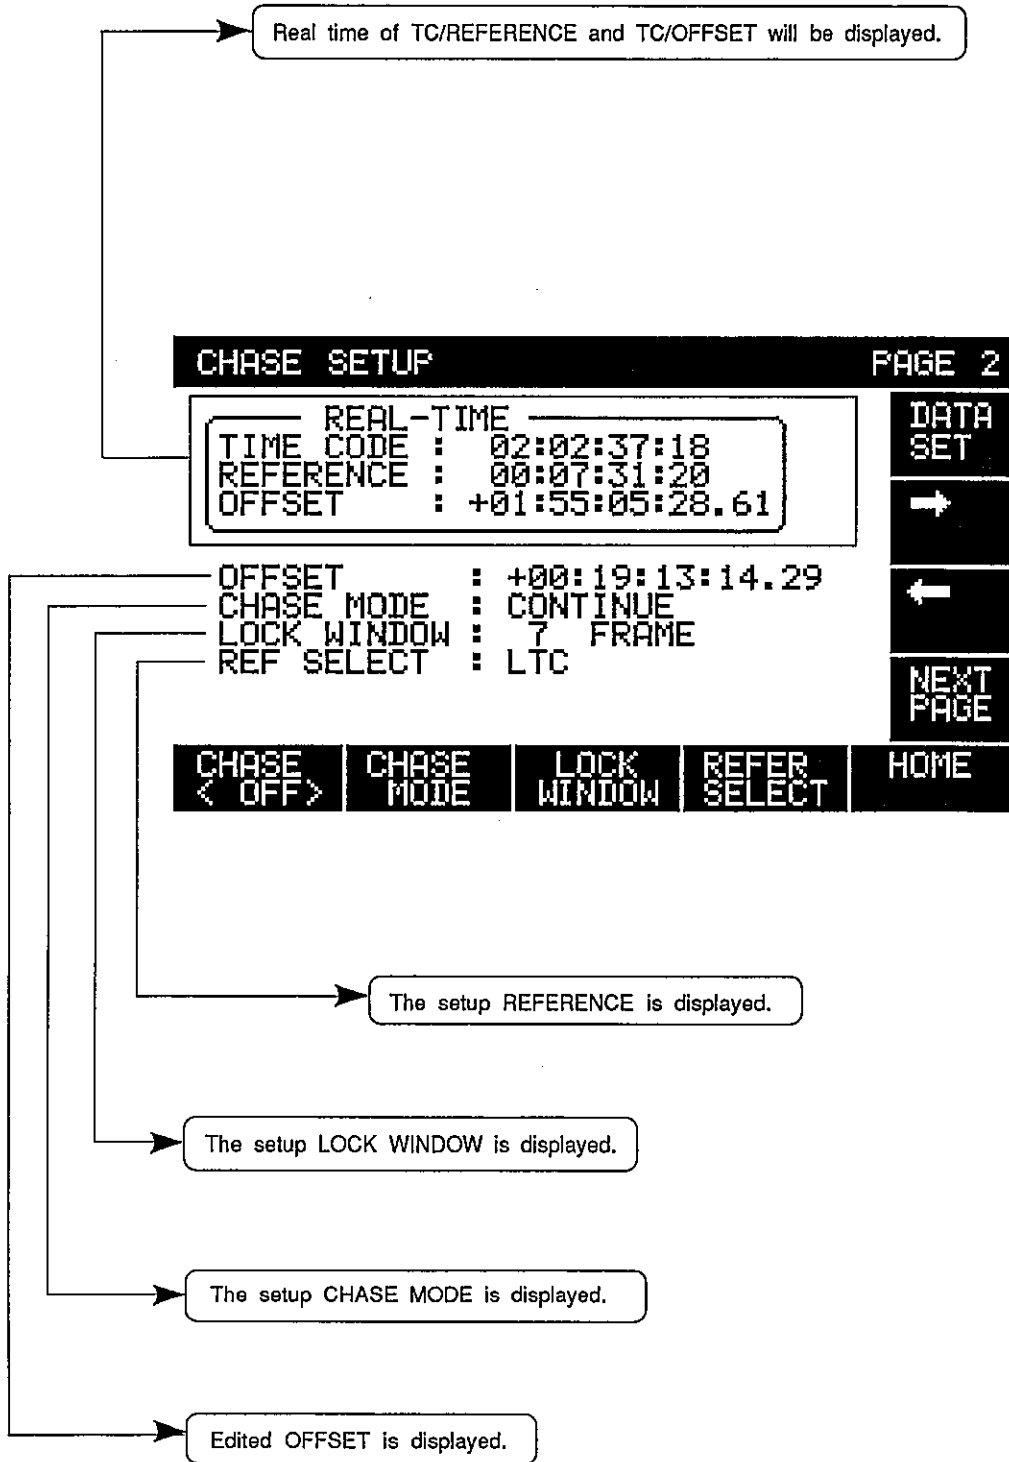 Real time of TC/REFERENCE and TC/OFFSET will be displayed.
CHASE SETUP PAGE 2
REAL-TIME
TIME CODE : 02:02:37:18
REFERENCE : 00:07:31:20
OFFSET : +01:55:05:28.61
DATA SET
→
OFFSET : +00:19:13:14.29
CHASE MODE : CONTINUE
LOCK WINDOW : 7 FRAME
REF SELECT : LTC
←
NEXT PAGE
CHASE < OFF>
CHASE MODE
LOCK WINDOW
REFER SELECT
HOME
The setup REFERENCE is displayed.
The setup LOCK WINDOW is displayed.
The setup CHASE MODE is displayed.
Edited OFFSET is displayed.